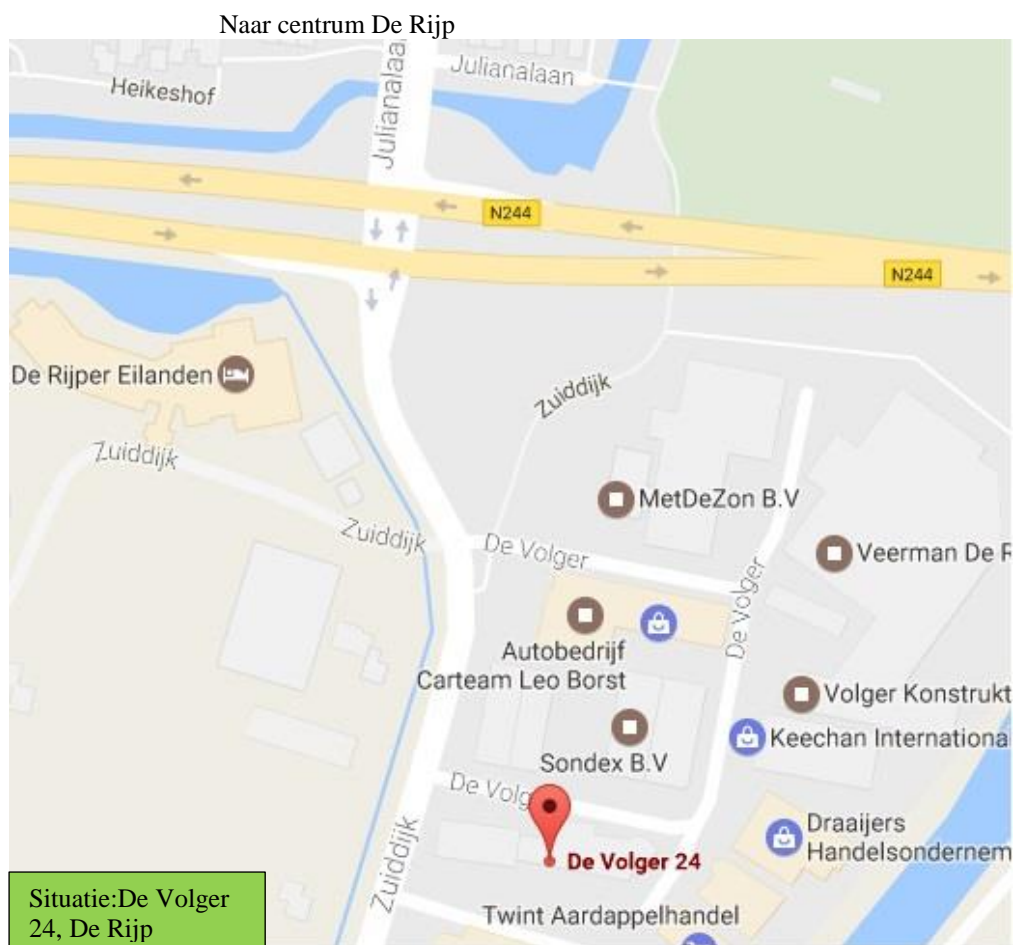 Naar centrum De Rijp
Julianalaan
Heikeshof
Julianalaan
N244
N244
De Rijper Eilanden
Zuiddijk
Zuiddijk
MetDeZon B.V
Zuiddijk
De Volger
Veerman De R
De Volger
Autobedrijf
Carteam Leo Borst
Volger Konstrukt
Keechan Internationa
Sondex B.V
De Volg
Draaijers
Handelsondernem
Zuiddijk
De Volger 24
Situatie:De Volger
24, De Rijp
Twint Aardappelhandel